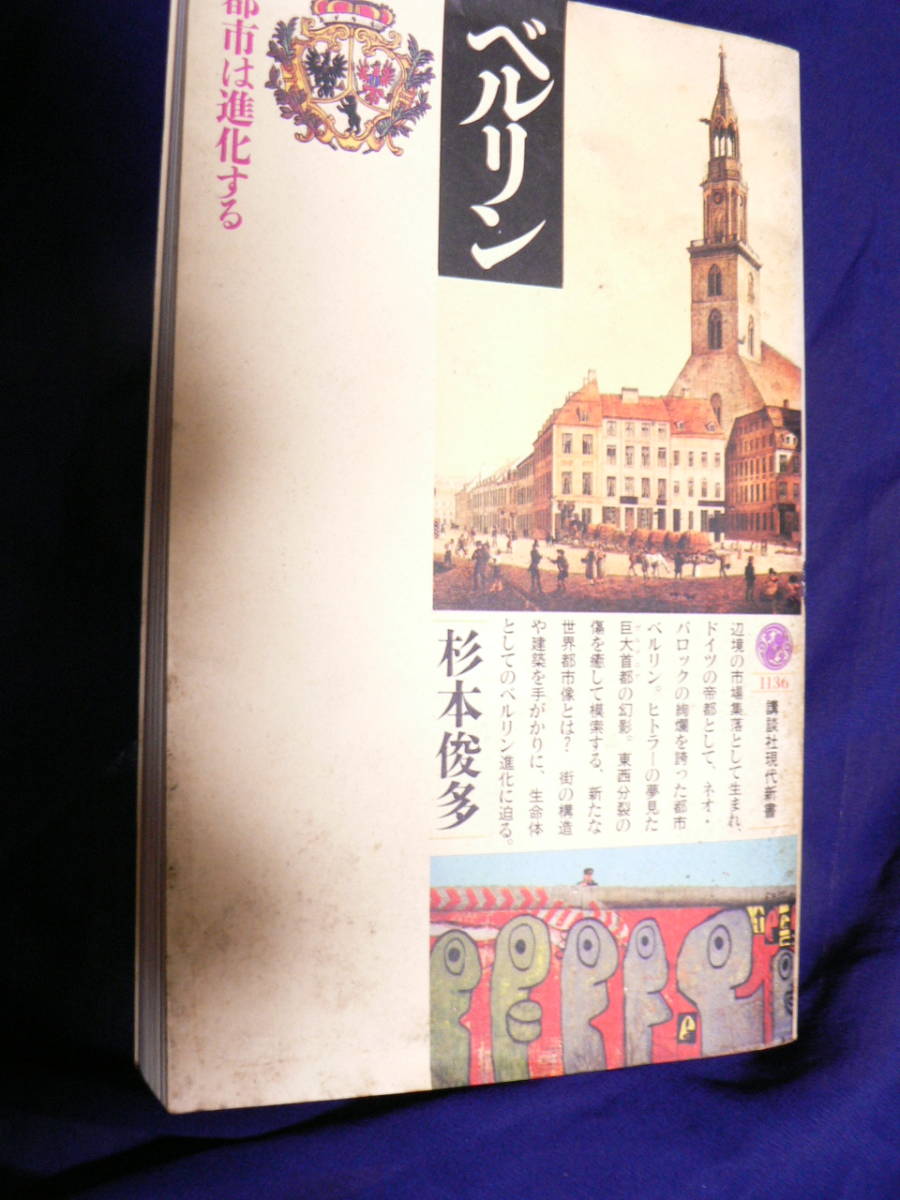 ベルリン
都市は進化する
1136
講談社現代新書
辺境の市場集落として生まれ、
ドイツの帝都として、ネオ・
バロックの絢爛を誇った都市
ベルリン。ヒトラーの夢見た
巨大首都の幻影。東西分裂の
傷を癒して模索する、新たな
世界都市像とは? 街の構造
や建築を手がかりに、生命体
としてのベルリン進化に迫る。
杉本俊多